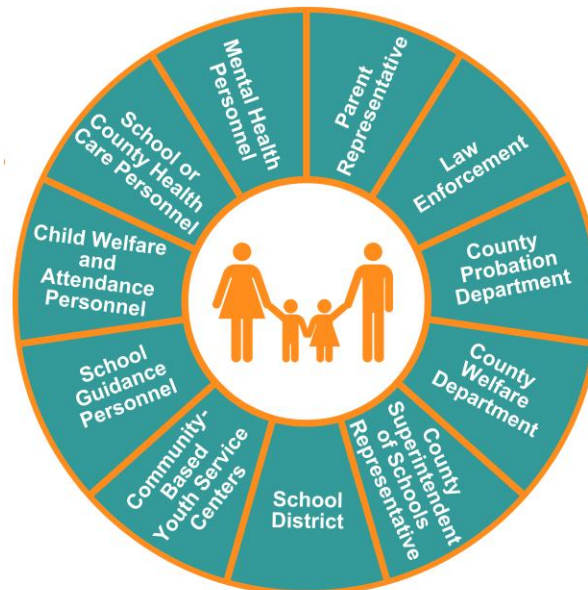 Mental Health
Personnel
Parent
Representative
Law
Enforcement
County
Probation
Department
County
Welfare
Department
County
Superintendent
of Schools
Representative
School
District
Community-
Based
Youth Service
Centers
School
Guidance
Personnel
Child Welfare
and
Attendance
Personnel
School or
County Health
Care Personnel